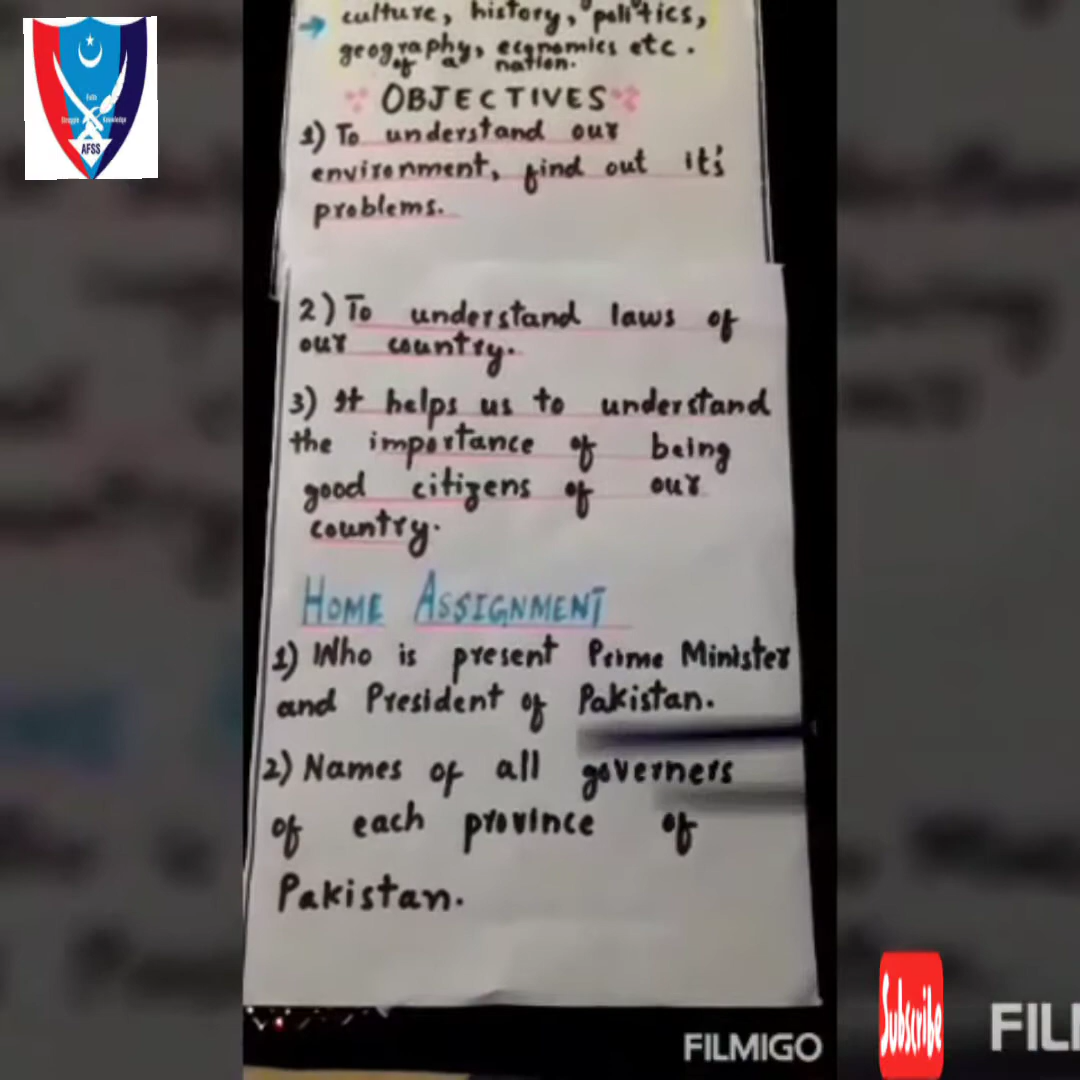 culture, history, politics,
geography, economics etc.
of a nation.
OBJECTIVES
1) To understand our
environment, find out it's
problems.
2) To understand laws of
our country.
3) It helps us to understand
the importance of being
good citizens of our
country.
HOME ASSIGNMENT
1) Who is present Prime Minister
and President of Pakistan.
2) Names of all governers
of each province of
Pakistan.
Faith
Struggle
Knowledge
AFSS
Subscribe
FILMIGO
FIL